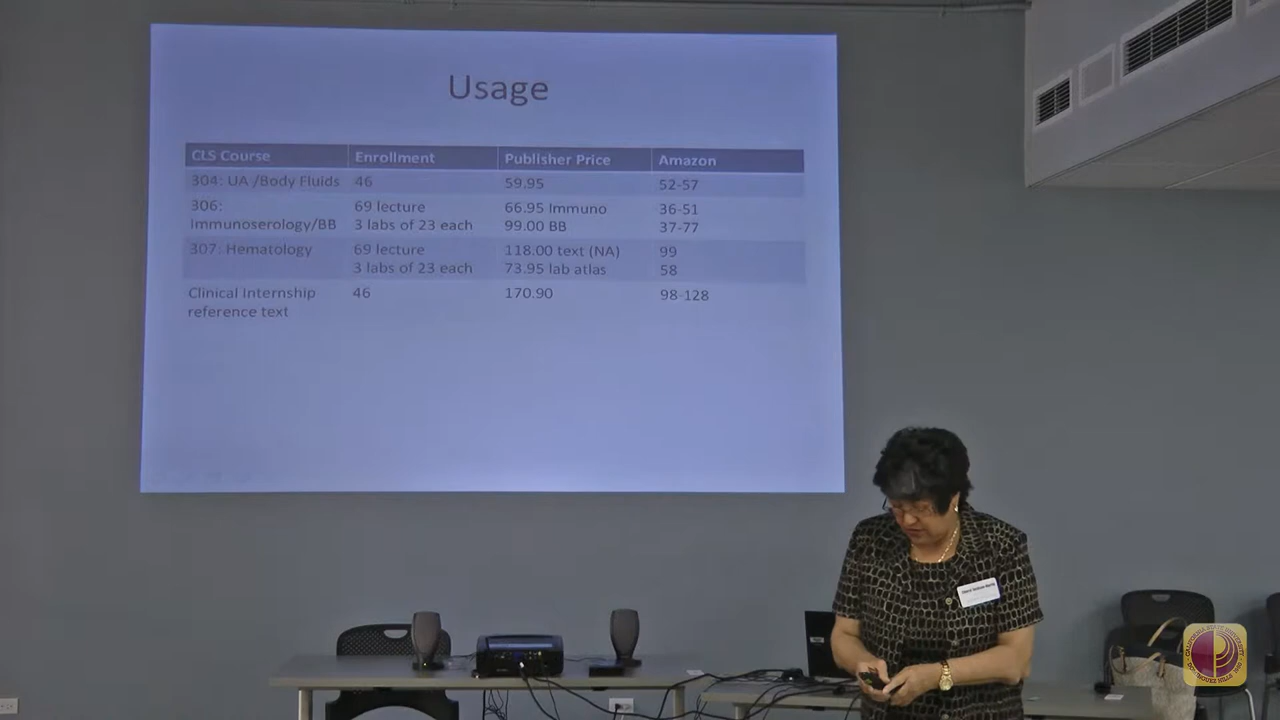 Usage
CLS Course Enrollment Publisher Price Amazon
304: UA /Body Fluids 46 59.95 52-57
306: 69 lecture 66.95 Immuno 36-51
Immunoserology/BB 3 labs of 23 each 99.00 BB 37-77
307: Hematology 69 lecture 118.00 text (NA) 99
3 labs of 23 each 73.95 lab atlas 58
Clinical Internship 46 170.90 98-128
reference text